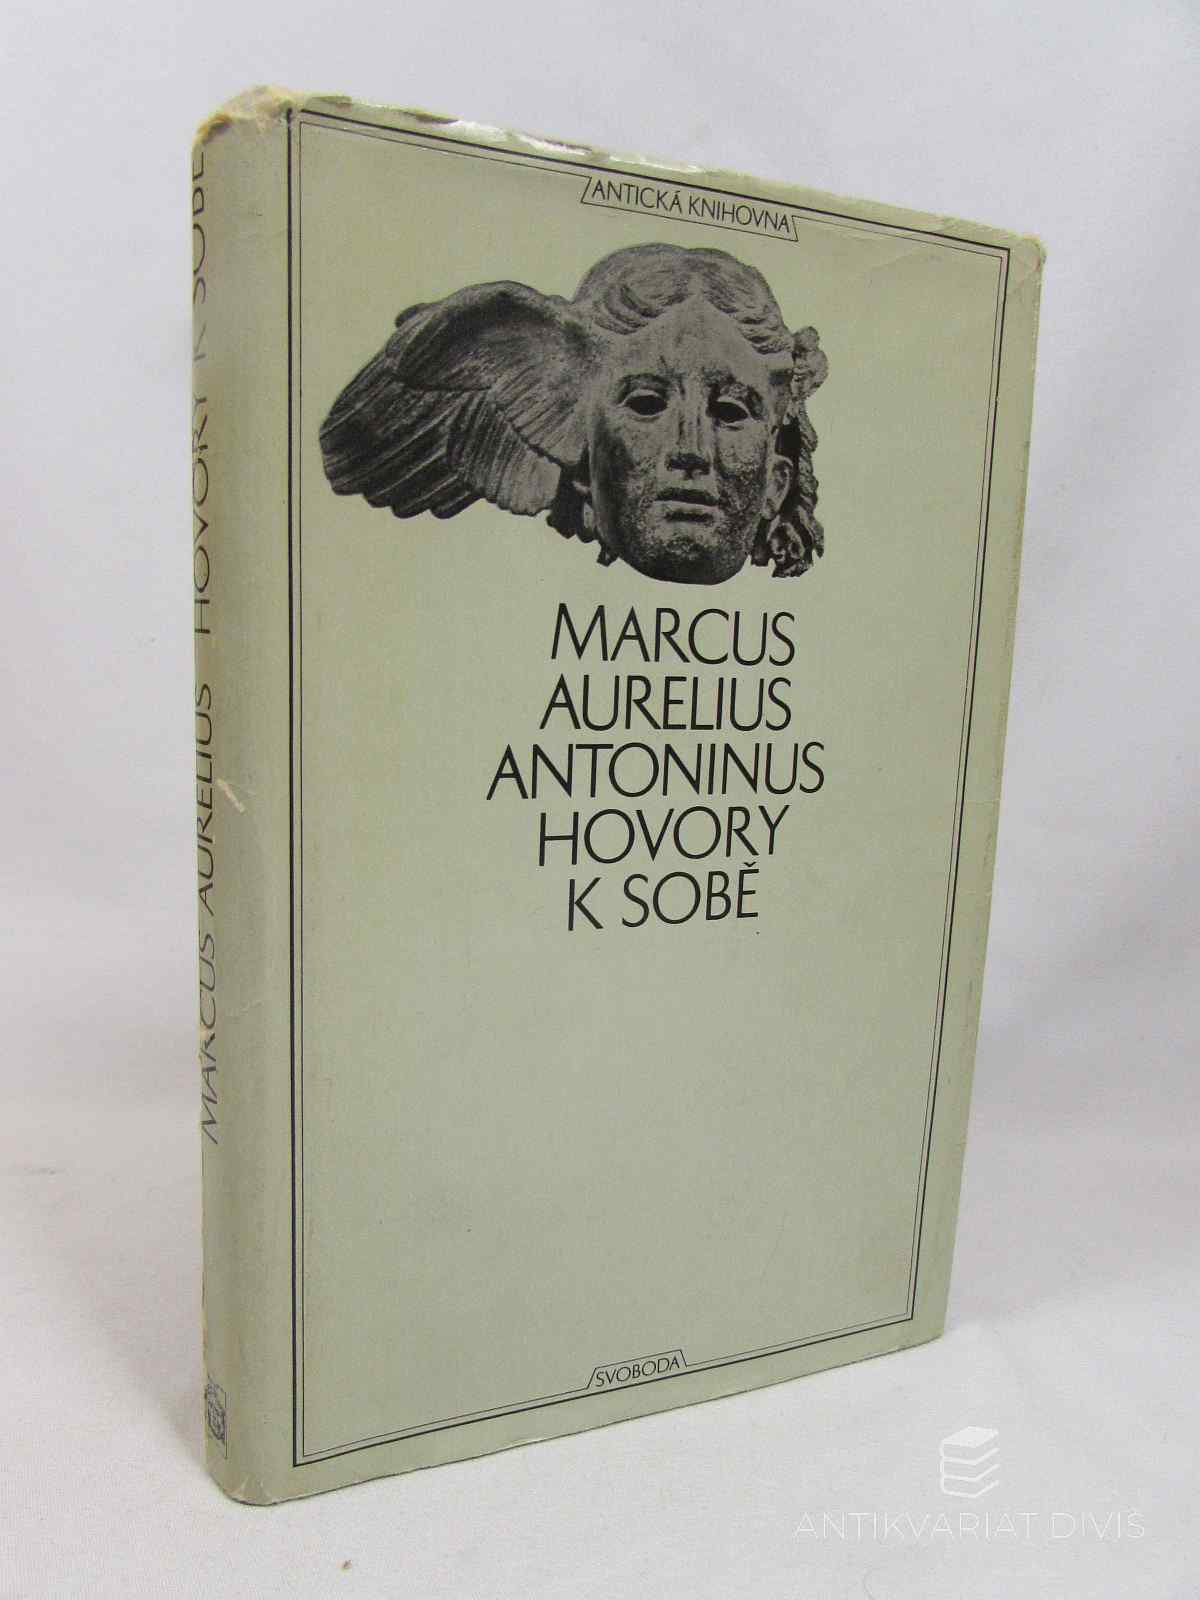 ANTICKÁ KNIHOVNA
MARCUS
AURELIUS
ANTONINUS
HOVORY
K SOBĚ
SVOBODA
MARCUS AURELIUS HOVORY K SOBĚ
ANTIKVARIAT DIVIŠ